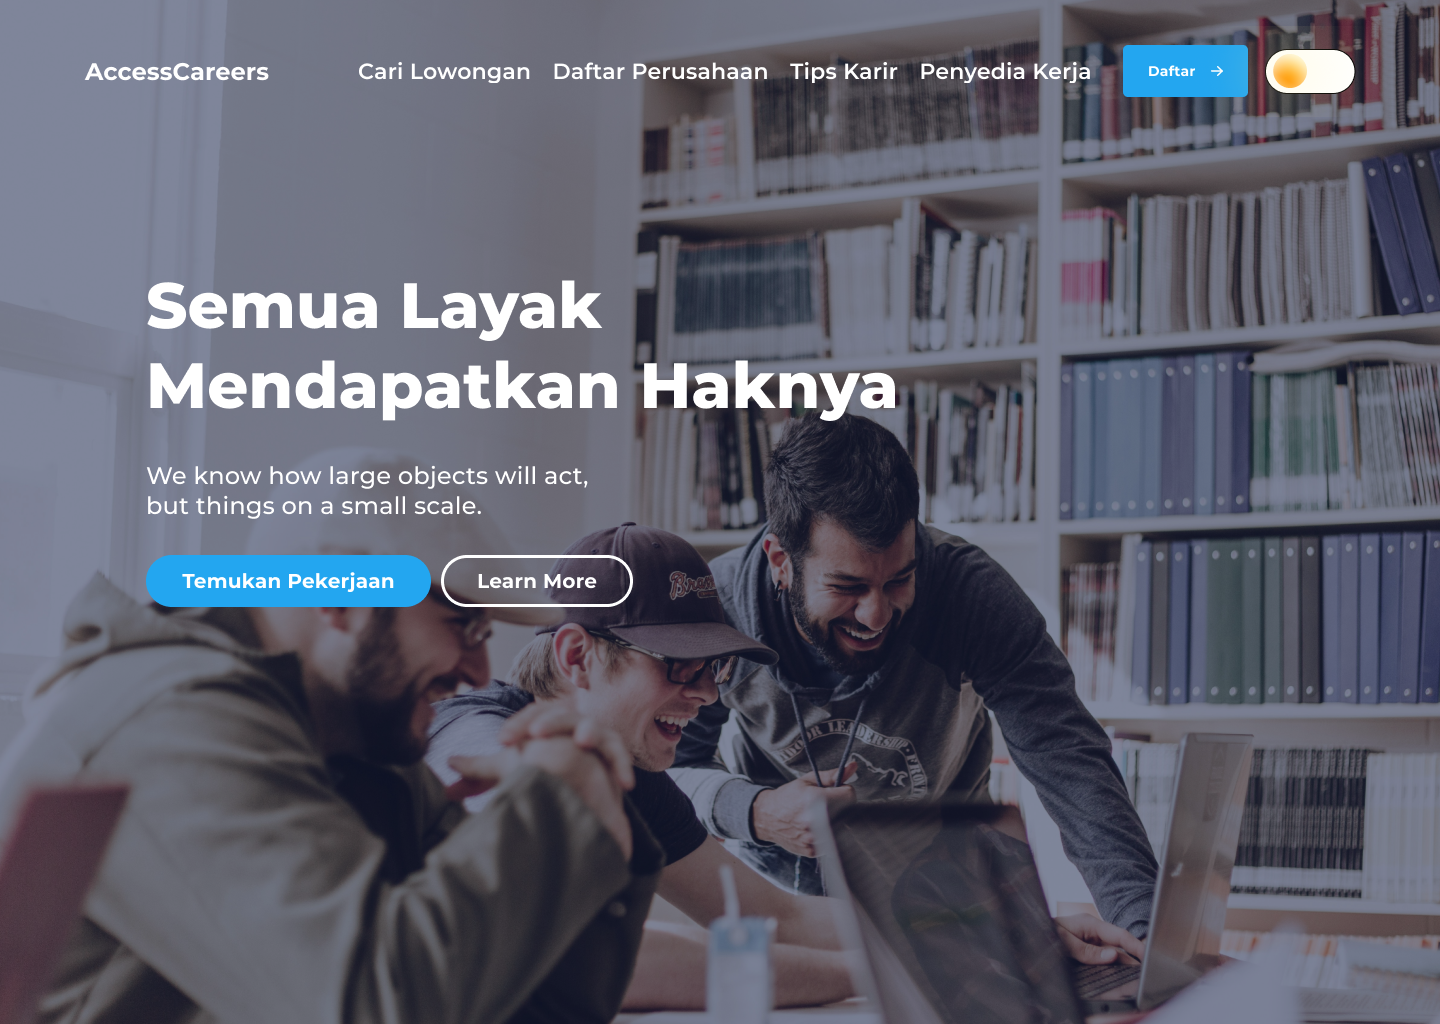 AccessCareers
Cari Lowongan
Daftar Perusahaan
Tips Karir
Penyedia Kerja
Daftar →
Semua Layak
Mendapatkan Haknya
We know how large objects will act,
but things on a small scale.
Temukan Pekerjaan
Learn More
LEADERSHIP